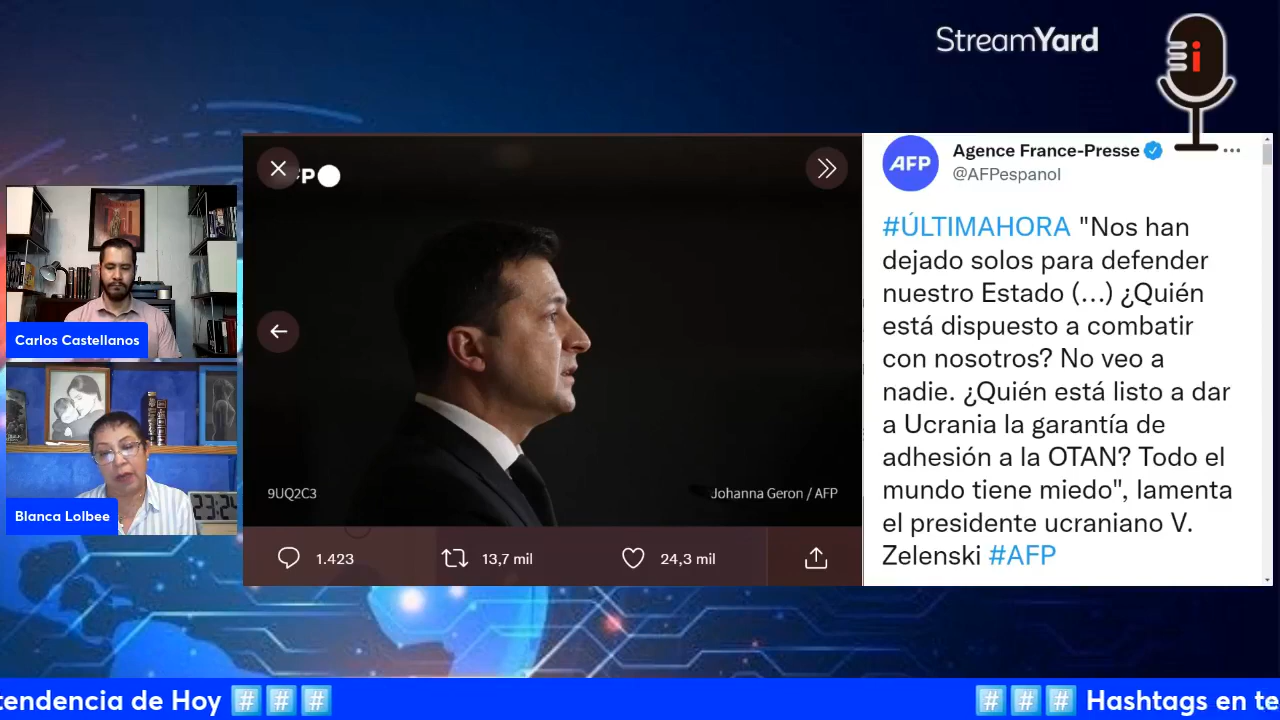 StreamYard
i
AFP
Agence France-Presse
@AFPespanol
#ÚLTIMAHORA "Nos han
dejado solos para defender
nuestro Estado (...) ¿Quién
está dispuesto a combatir
con nosotros? No veo a
nadie. ¿Quién está listo a dar
a Ucrania la garantía de
adhesión a la OTAN? Todo el
mundo tiene miedo", lamenta
el presidente ucraniano V.
Zelenski #AFP
Carlos Castellanos
Blanca Lolbee
23:24
9UQ2C3
Johanna Geron / AFP
1.423
13,7 mil
24,3 mil
tendencia de Hoy #️⃣ #️⃣ #️⃣
#️⃣ #️⃣ #️⃣ Hashtags en te